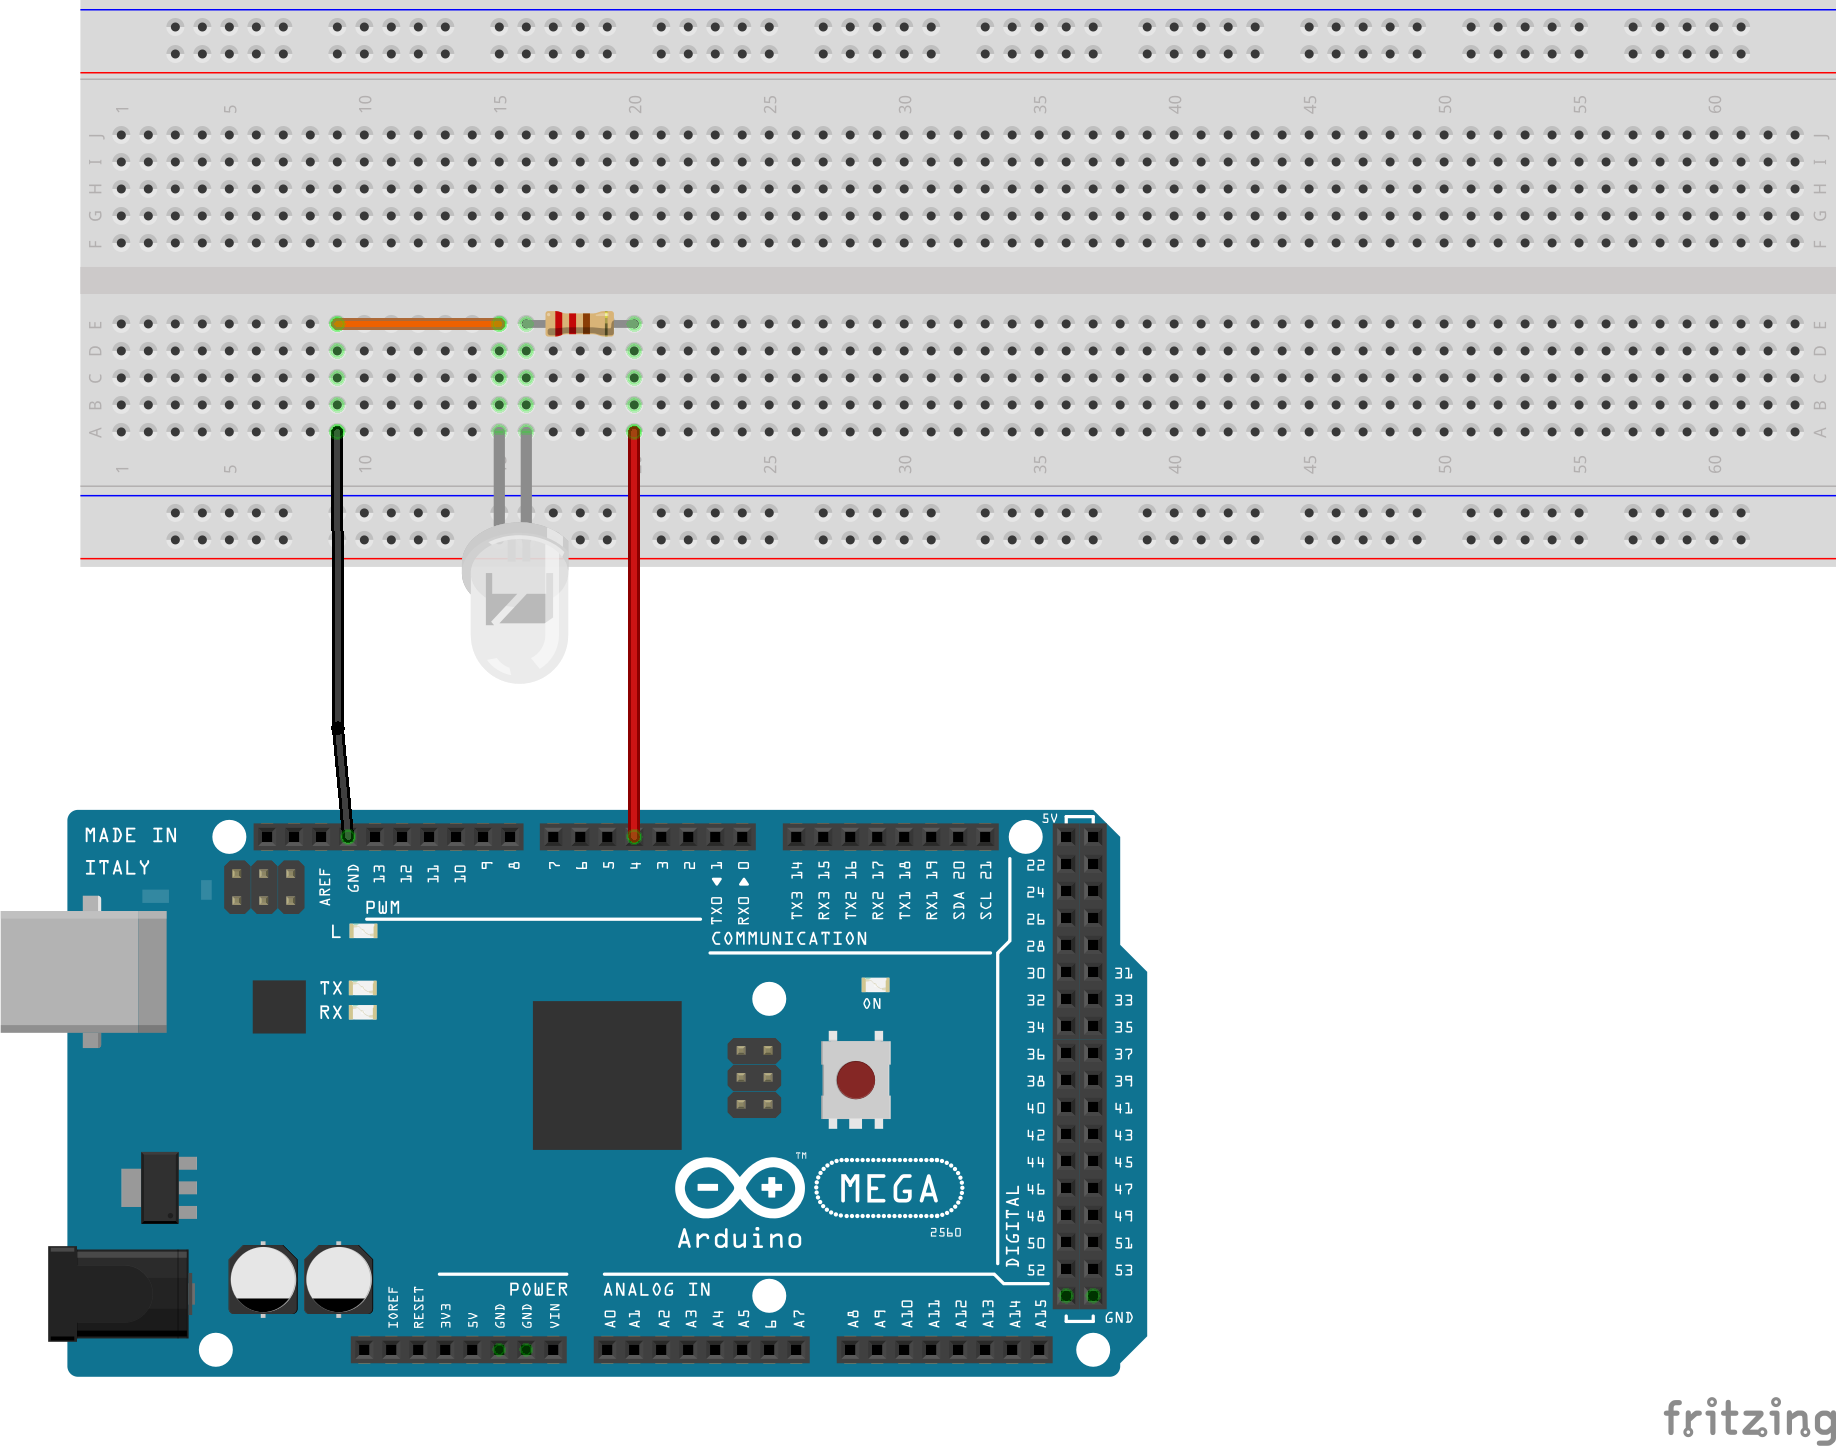 1 5 10 15 20 25 30 35 40 45 50 55 60
J J
I I
H H
G G
F F
E E
D D
C C
B B
A A
1 5 10 25 30 35 40 45 50 55 60
MADE IN
ITALY
AREF GND 13 12 11 10 9 8 7 6 5 4 3 2 TX0 1 RX0 0 TX3 14 RX3 15 TX2 16 RX2 17 TX1 18 RX1 19 SDA 20 SCL 21
5V
PWM
L
COMMUNICATION
TX
RX
ON
22
24
26
28
30 31
32 33
34 35
36 37
38 39
40 41
42 43
44 45
46 47
48 49
50 51
52 53
GND
DIGITAL
TM
MEGA
2560
Arduino
POWER
ANALOG IN
IOREF RESET 3V3 5V GND GND VIN A0 A1 A2 A3 A4 A5 6 A7 A8 A9 A10 A11 A12 A13 A14 A15
fritzing